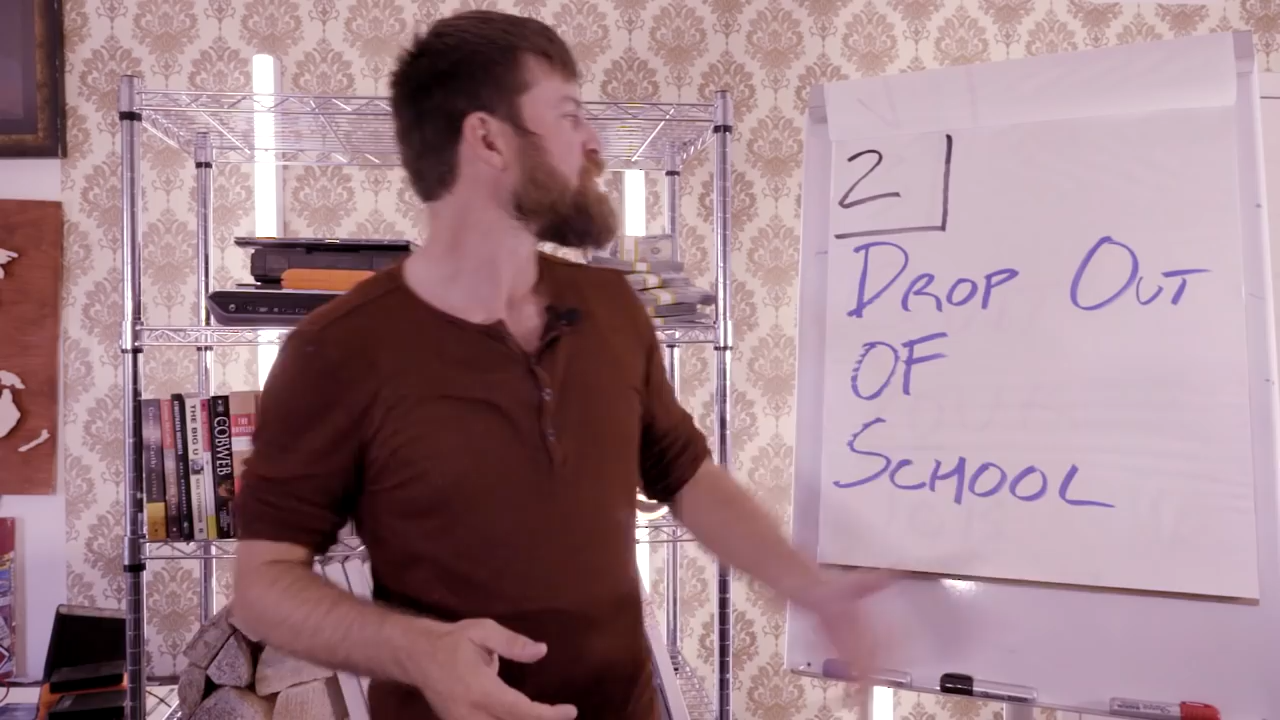 2
DROP OUT
OF
SCHOOL
THE BIG U
COBWEB